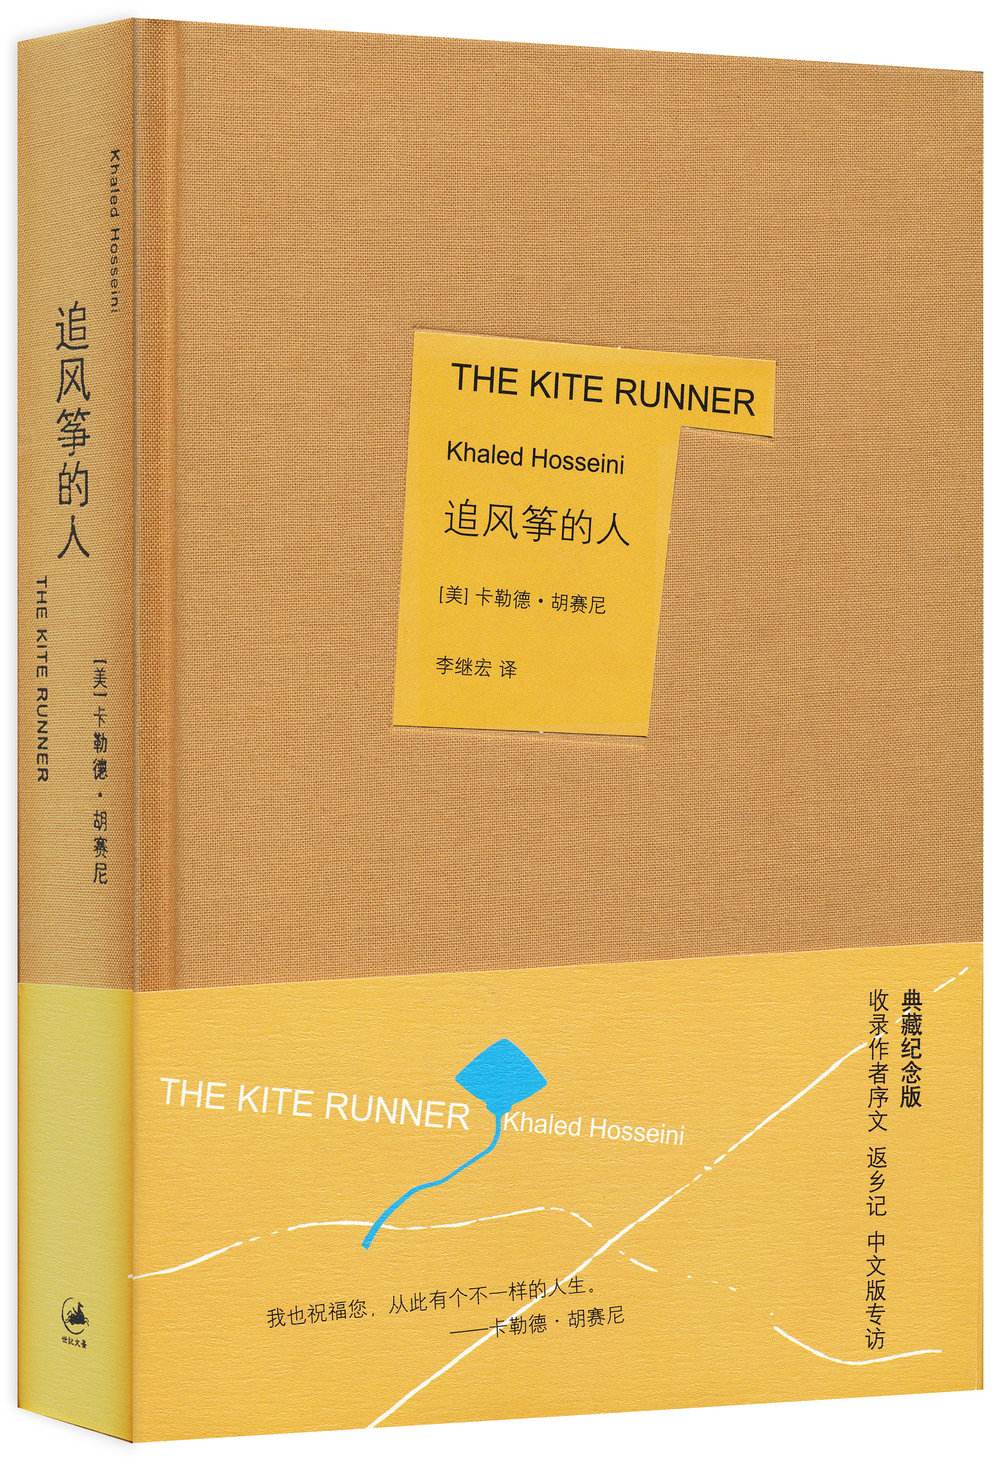 Khaled Hosseini
追风筝的人
THE KITE RUNNER
[美] 卡勒德·胡赛尼
世纪文景
THE KITE RUNNER
Khaled Hosseini
追风筝的人
[美] 卡勒德·胡赛尼
李继宏 译
THE KITE RUNNER
Khaled Hosseini
我也祝福您，从此有个不一样的人生。
——卡勒德·胡赛尼
典藏纪念版
收录作者序文 返乡记 中文版专访